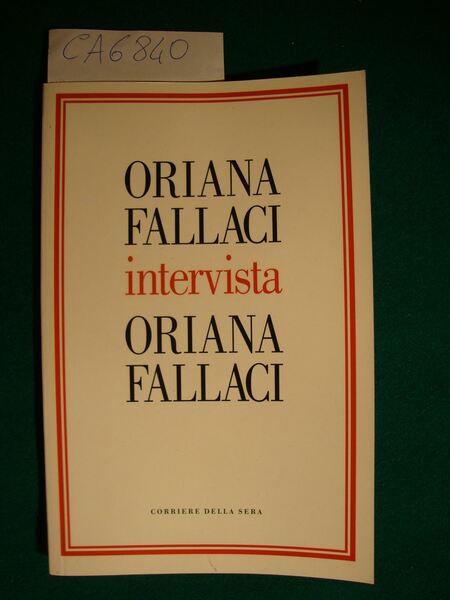 CA6840
ORIANA
FALLACI
intervista
ORIANA
FALLACI
CORRIERE DELLA SERA